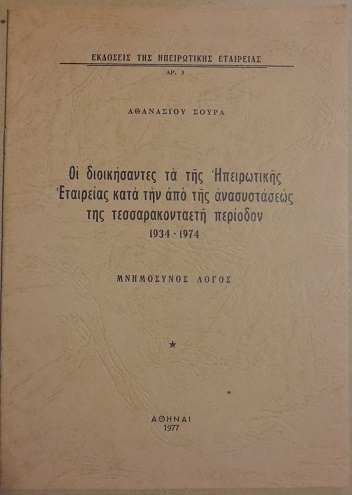 ΕΚΔΟΣΕΙΣ ΤΗΣ ΗΠΕΙΡΩΤΙΚΗΣ ΕΤΑΙΡΕΙΑΣ
ΑΡ. 3
ΑΘΑΝΑΣΙΟΥ ΣΟΥΡΑ
Οἱ διοικήσαντες τὰ τῆς Ἠπειρωτικῆς
Ἑταιρείας κατὰ τὴν ἀπὸ τῆς ἀνασυστάσεώς
της τεσσαρακονταετῆ περίοδον
1934 - 1974
ΜΝΗΜΟΣΥΝΟΣ ΛΟΓΟΣ
ΑΘΗΝΑΙ
1977